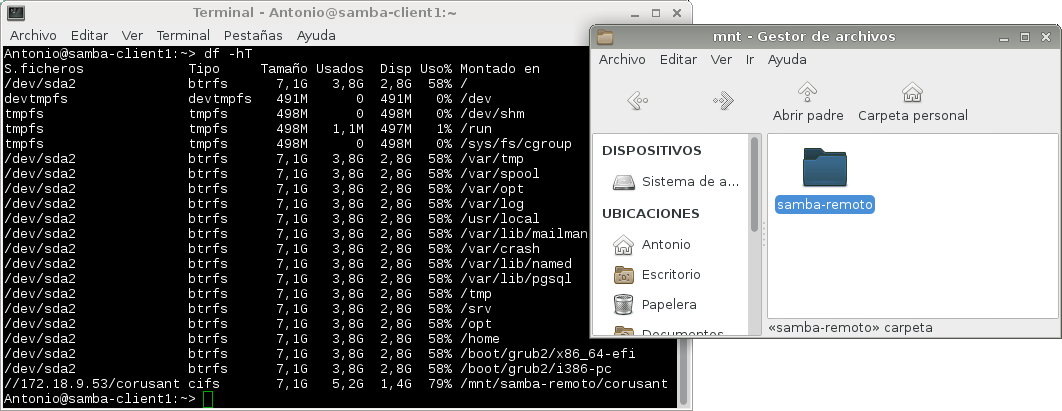 Terminal - Antonio@samba-client1:~
Archivo Editar Ver Terminal Pestañas Ayuda
Antonio@samba-client1:~> df -hT
S.ficheros Tipo Tamaño Usados Disp Uso% Montado en
/dev/sda2 btrfs 7,1G 3,8G 2,8G 58% /
devtmpfs devtmpfs 491M 0 491M 0% /dev
tmpfs tmpfs 498M 0 498M 0% /dev/shm
tmpfs tmpfs 498M 1,1M 497M 1% /run
tmpfs tmpfs 498M 0 498M 0% /sys/fs/cgroup
/dev/sda2 btrfs 7,1G 3,8G 2,8G 58% /var/tmp
/dev/sda2 btrfs 7,1G 3,8G 2,8G 58% /var/spool
/dev/sda2 btrfs 7,1G 3,8G 2,8G 58% /var/opt
/dev/sda2 btrfs 7,1G 3,8G 2,8G 58% /var/log
/dev/sda2 btrfs 7,1G 3,8G 2,8G 58% /usr/local
/dev/sda2 btrfs 7,1G 3,8G 2,8G 58% /var/lib/mailman
/dev/sda2 btrfs 7,1G 3,8G 2,8G 58% /var/crash
/dev/sda2 btrfs 7,1G 3,8G 2,8G 58% /var/lib/named
/dev/sda2 btrfs 7,1G 3,8G 2,8G 58% /var/lib/pgsql
/dev/sda2 btrfs 7,1G 3,8G 2,8G 58% /tmp
/dev/sda2 btrfs 7,1G 3,8G 2,8G 58% /srv
/dev/sda2 btrfs 7,1G 3,8G 2,8G 58% /opt
/dev/sda2 btrfs 7,1G 3,8G 2,8G 58% /home
/dev/sda2 btrfs 7,1G 3,8G 2,8G 58% /boot/grub2/x86_64-efi
/dev/sda2 btrfs 7,1G 3,8G 2,8G 58% /boot/grub2/i386-pc
//172.18.9.53/corusant cifs 7,1G 5,2G 1,4G 79% /mnt/samba-remoto/corusant
Antonio@samba-client1:~>
mnt - Gestor de archivos
Archivo Editar Ver Ir Ayuda
Abrir padre Carpeta personal
DISPOSITIVOS
Sistema de a...
UBICACIONES
Antonio
Escritorio
Papelera
Documentos
samba-remoto
«samba-remoto» carpeta